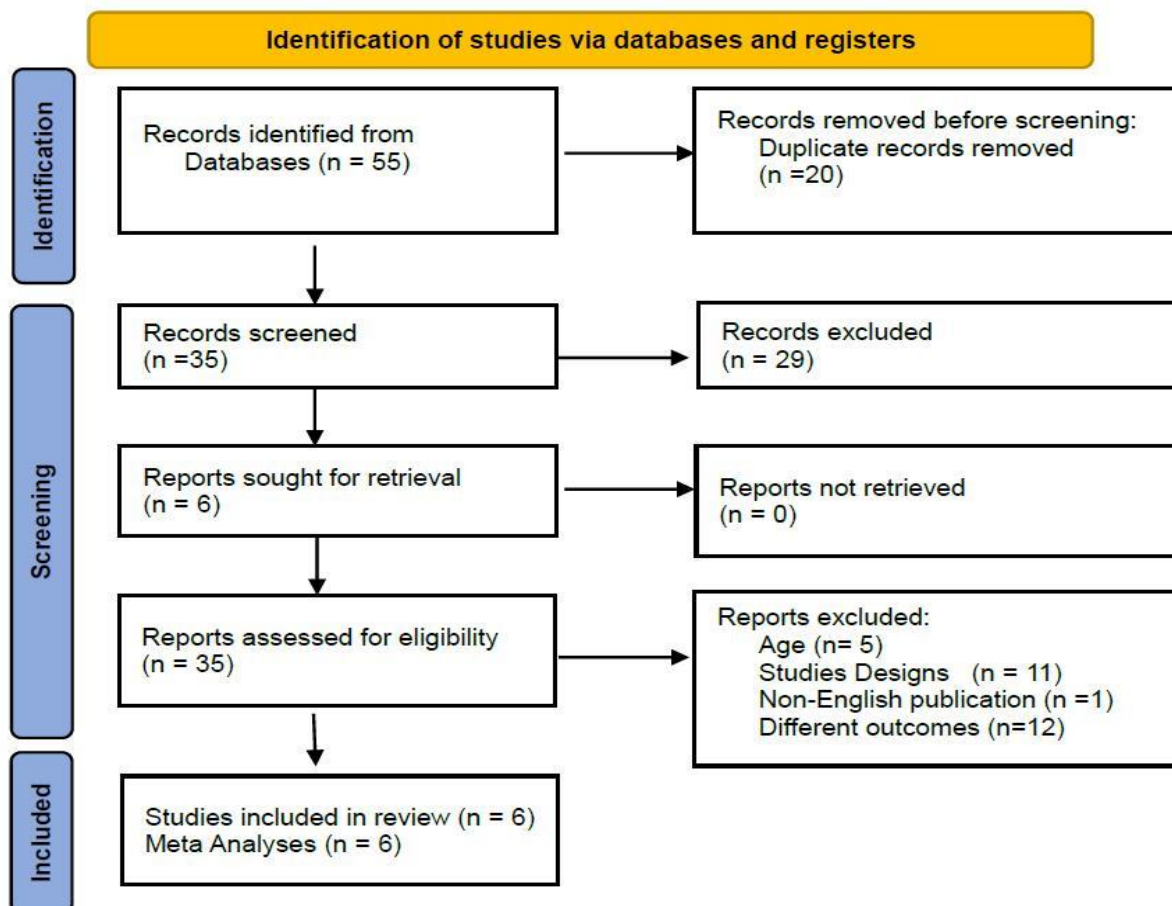 Identification of studies via databases and registers
Identification
Records identified from
Databases (n = 55)
Records removed before screening:
Duplicate records removed
(n =20)
Screening
Records screened
(n =35)
Records excluded
(n = 29)
Reports sought for retrieval
(n = 6)
Reports not retrieved
(n = 0)
Reports assessed for eligibility
(n = 35)
Reports excluded:
Age (n= 5)
Studies Designs (n = 11)
Non-English publication (n =1)
Different outcomes (n=12)
Included
Studies included in review (n = 6)
Meta Analyses (n = 6)